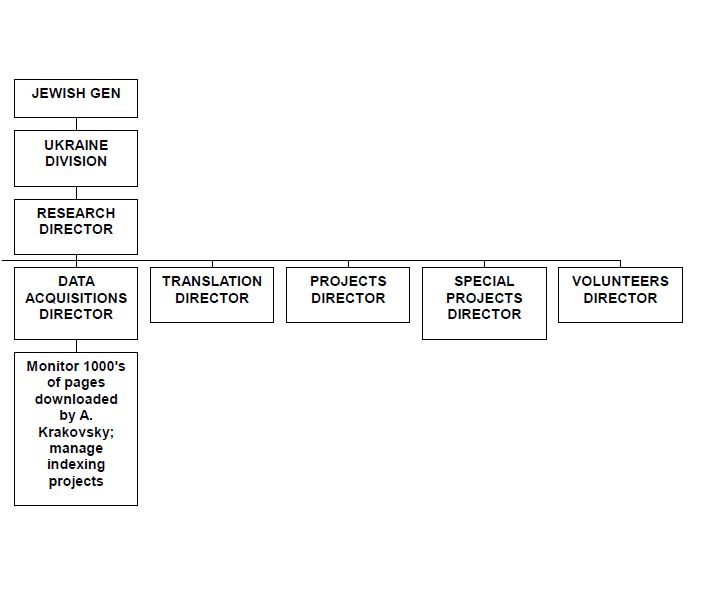 JEWISH GEN
UKRAINE
DIVISION
RESEARCH
DIRECTOR
DATA
ACQUISITIONS
DIRECTOR
TRANSLATION
DIRECTOR
PROJECTS
DIRECTOR
SPECIAL
PROJECTS
DIRECTOR
VOLUNTEERS
DIRECTOR
Monitor 1000's
of pages
downloaded
by A.
Krakovsky;
manage
indexing
projects